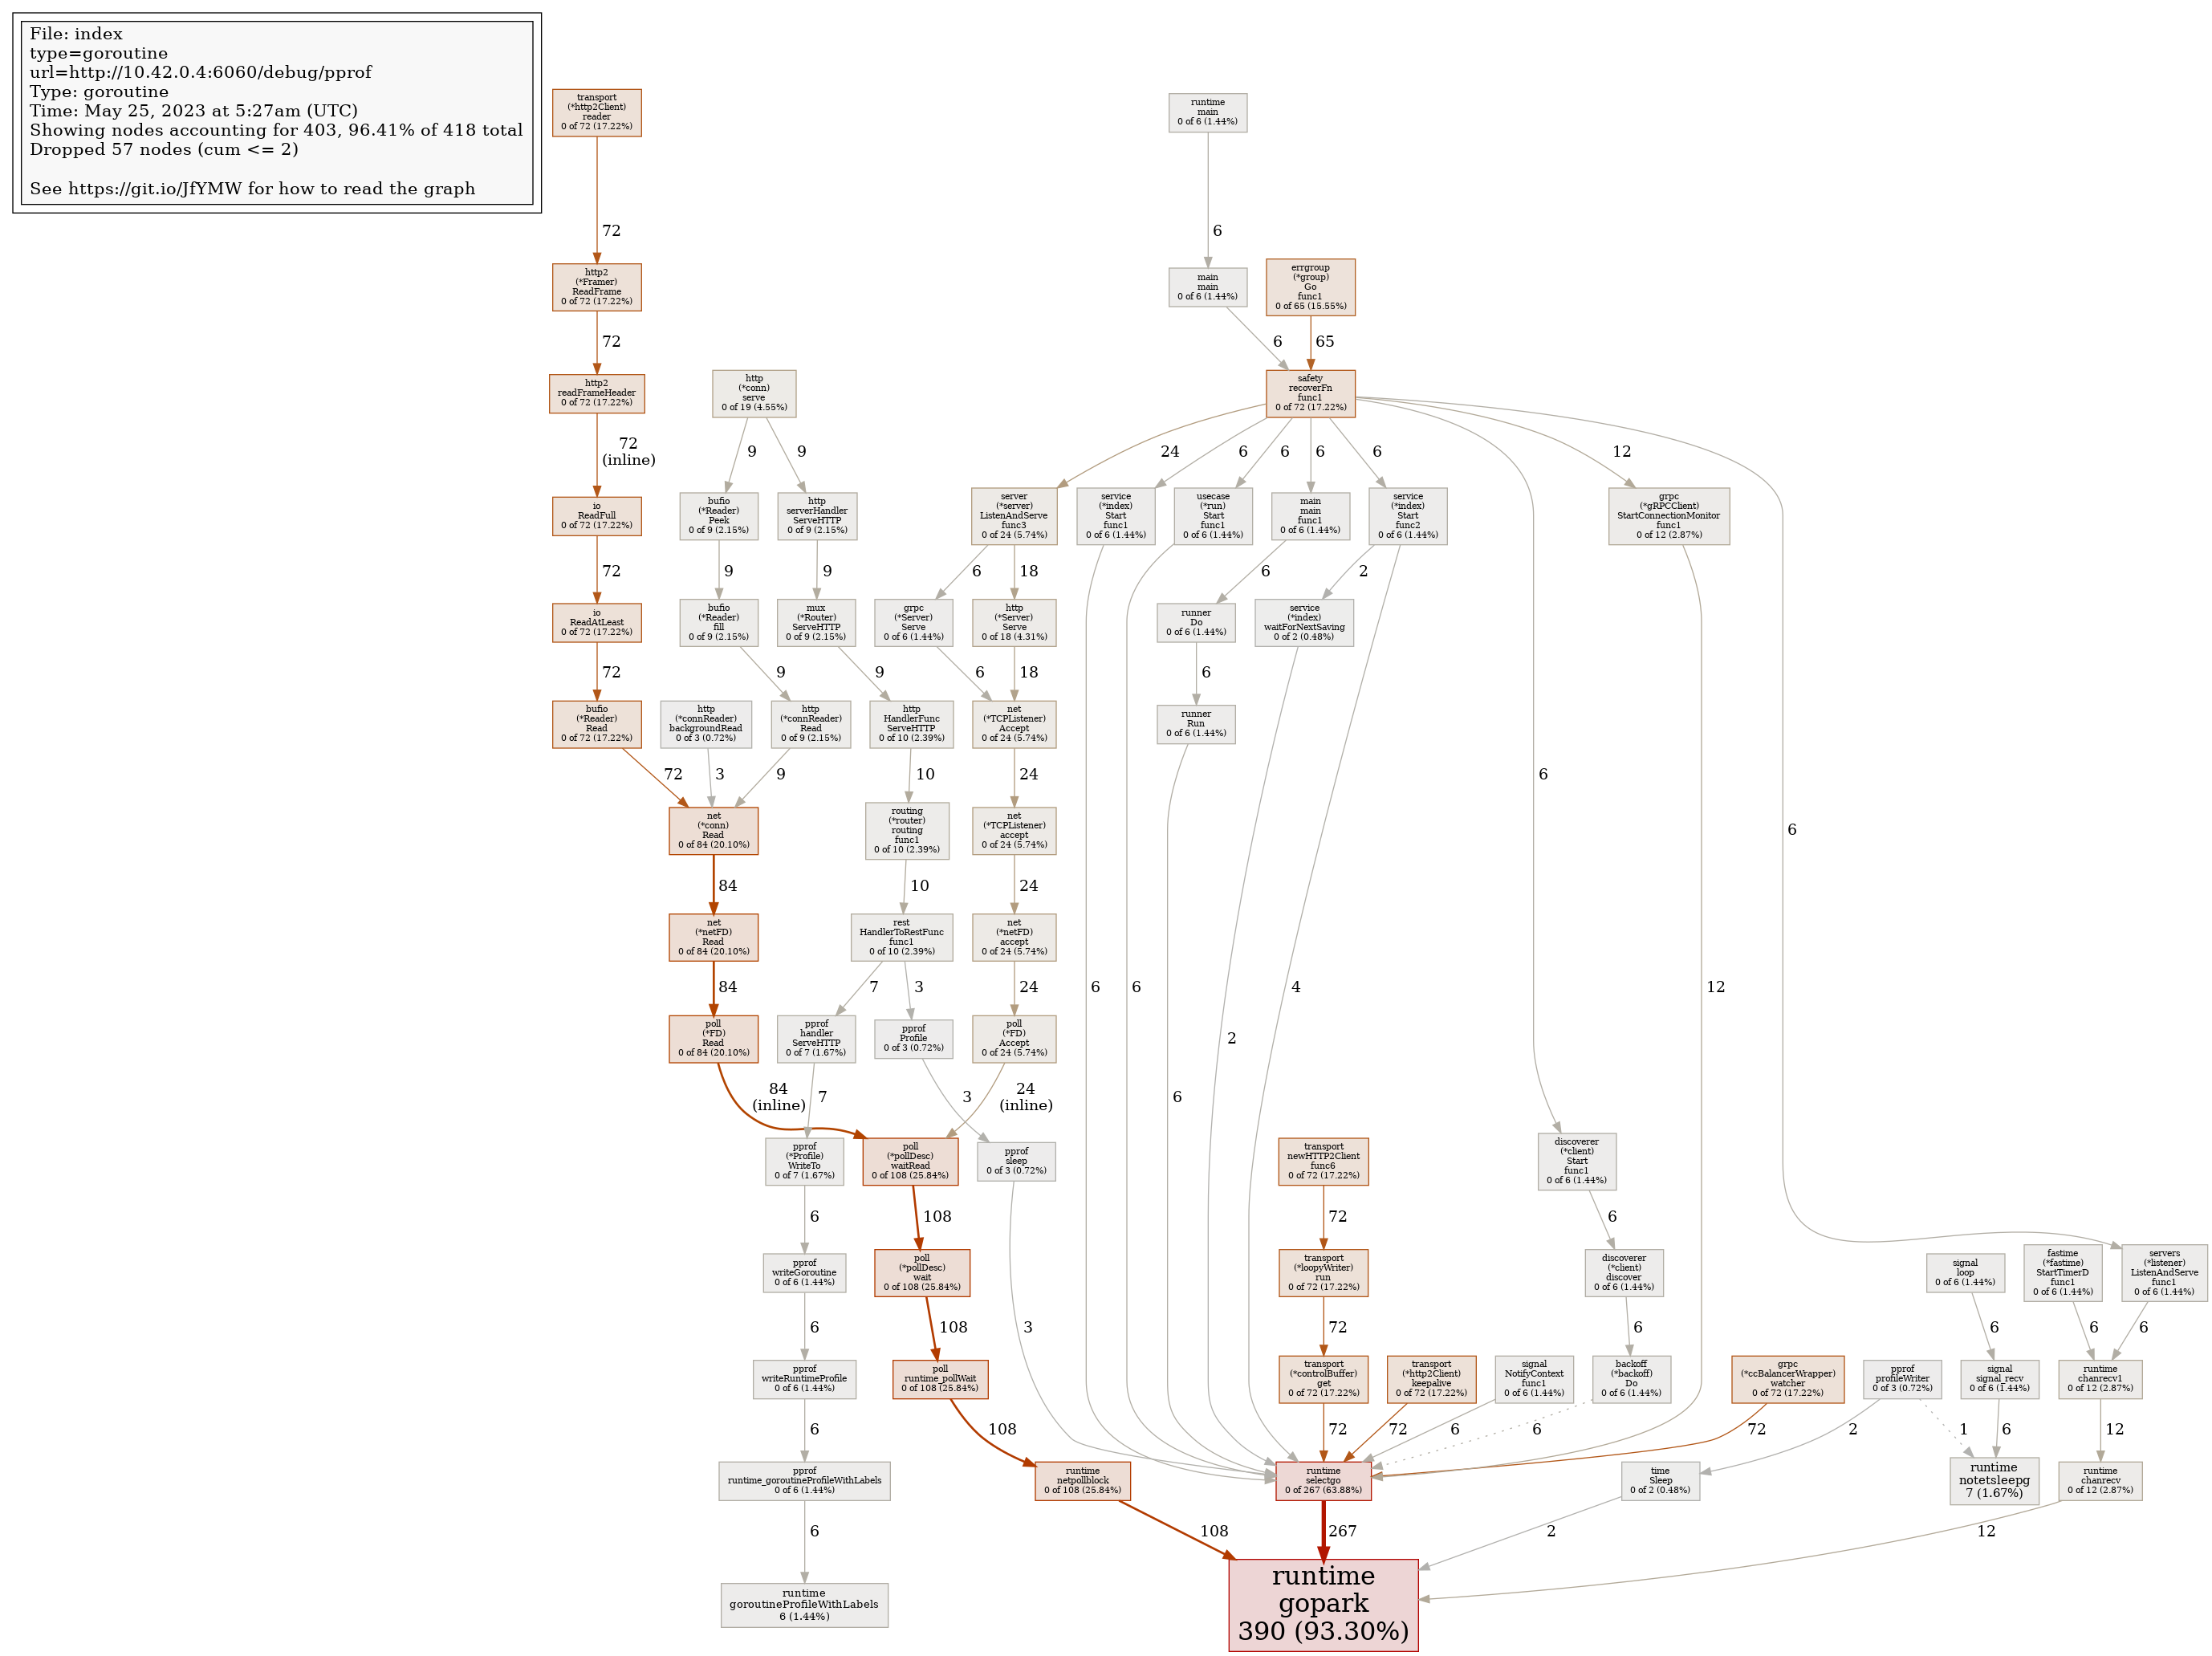 File: index
type=goroutine
url=http://10.42.0.4:6060/debug/pprof
Type: goroutine
Time: May 25, 2023 at 5:27am (UTC)
Showing nodes accounting for 403, 96.41% of 418 total
Dropped 57 nodes (cum <= 2)
See https://git.io/JfYMW for how to read the graph
transport
(*http2Client)
reader
0 of 72 (17.22%)
runtime
main
0 of 6 (1.44%)
72
6
http2
(*Framer)
ReadFrame
0 of 72 (17.22%)
main
main
0 of 6 (1.44%)
errgroup
(*group)
Go
func1
0 of 65 (15.55%)
72
6
65
http2
readFrameHeader
0 of 72 (17.22%)
http
(*conn)
serve
0 of 19 (4.55%)
safety
recoverFn
func1
0 of 72 (17.22%)
72
(inline)
9
9
24
6
6
6
6
12
io
ReadFull
0 of 72 (17.22%)
bufio
(*Reader)
Peek
0 of 9 (2.15%)
http
serverHandler
ServeHTTP
0 of 9 (2.15%)
server
(*server)
ListenAndServe
func3
0 of 24 (5.74%)
service
(*index)
Start
func1
0 of 6 (1.44%)
usecase
(*run)
Start
func1
0 of 6 (1.44%)
main
main
func1
0 of 6 (1.44%)
service
(*index)
Start
func2
0 of 6 (1.44%)
grpc
(*gRPCClient)
StartConnectionMonitor
func1
0 of 12 (2.87%)
72
9
9
6
18
6
2
io
ReadAtLeast
0 of 72 (17.22%)
bufio
(*Reader)
fill
0 of 9 (2.15%)
mux
(*Router)
ServeHTTP
0 of 9 (2.15%)
grpc
(*Server)
Serve
0 of 6 (1.44%)
http
(*Server)
Serve
0 of 18 (4.31%)
runner
Do
0 of 6 (1.44%)
service
(*index)
waitForNextSaving
0 of 2 (0.48%)
72
9
9
6
18
6
bufio
(*Reader)
Read
0 of 72 (17.22%)
http
(*connReader)
backgroundRead
0 of 3 (0.72%)
http
(*connReader)
Read
0 of 9 (2.15%)
http
HandlerFunc
ServeHTTP
0 of 10 (2.39%)
net
(*TCPListener)
Accept
0 of 24 (5.74%)
runner
Run
0 of 6 (1.44%)
72
3
9
10
24
6
6
net
(*conn)
Read
0 of 84 (20.10%)
routing
(*router)
routing
func1
0 of 10 (2.39%)
net
(*TCPListener)
accept
0 of 24 (5.74%)
84
10
24
net
(*netFD)
Read
0 of 84 (20.10%)
rest
HandlerToRestFunc
func1
0 of 10 (2.39%)
net
(*netFD)
accept
0 of 24 (5.74%)
84
7
3
24
6
6
4
12
poll
(*FD)
Read
0 of 84 (20.10%)
pprof
handler
ServeHTTP
0 of 7 (1.67%)
pprof
Profile
0 of 3 (0.72%)
poll
(*FD)
Accept
0 of 24 (5.74%)
2
84
(inline)
7
3
24
(inline)
6
pprof
(*Profile)
WriteTo
0 of 7 (1.67%)
poll
(*pollDesc)
waitRead
0 of 108 (25.84%)
pprof
sleep
0 of 3 (0.72%)
transport
newHTTP2Client
func6
0 of 72 (17.22%)
discoverer
(*client)
Start
func1
0 of 6 (1.44%)
6
108
72
6
pprof
writeGoroutine
0 of 6 (1.44%)
poll
(*pollDesc)
wait
0 of 108 (25.84%)
transport
(*loopyWriter)
run
0 of 72 (17.22%)
discoverer
(*client)
discover
0 of 6 (1.44%)
signal
loop
0 of 6 (1.44%)
fastime
(*fastime)
StartTimerD
func1
0 of 6 (1.44%)
servers
(*listener)
ListenAndServe
func1
0 of 6 (1.44%)
6
108
3
72
6
6
6
6
pprof
writeRuntimeProfile
0 of 6 (1.44%)
poll
runtime_pollWait
0 of 108 (25.84%)
transport
(*controlBuffer)
get
0 of 72 (17.22%)
transport
(*http2Client)
keepalive
0 of 72 (17.22%)
signal
NotifyContext
func1
0 of 6 (1.44%)
backoff
(*backoff)
Do
0 of 6 (1.44%)
grpc
(*ccBalancerWrapper)
watcher
0 of 72 (17.22%)
pprof
profileWriter
0 of 3 (0.72%)
signal
signal_recv
0 of 6 (1.44%)
runtime
chanrecv1
0 of 12 (2.87%)
6
108
72
72
6
6
72
2
1
6
12
pprof
runtime_goroutineProfileWithLabels
0 of 6 (1.44%)
runtime
netpollblock
0 of 108 (25.84%)
runtime
selectgo
0 of 267 (63.88%)
time
Sleep
0 of 2 (0.48%)
runtime
notetsleepg
7 (1.67%)
runtime
chanrecv
0 of 12 (2.87%)
6
108
267
2
12
runtime
goroutineProfileWithLabels
6 (1.44%)
runtime
gopark
390 (93.30%)